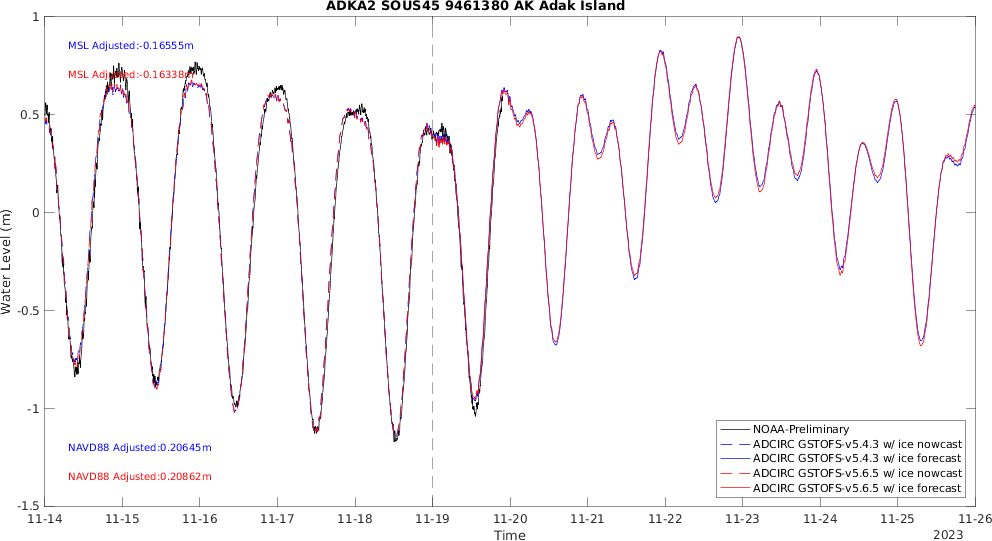 ADKA2 SOUS45 9461380 AK Adak Island
1
0.5
0
-0.5
-1
-1.5
Water Level (m)
MSL Adjusted:-0.16555m
MSL Adjusted:-0.16338m
NAVD88 Adjusted:0.20645m
NAVD88 Adjusted:0.20862m
NOAA-Preliminary
ADCIRC GSTOFS-v5.4.3 w/ ice nowcast
ADCIRC GSTOFS-v5.4.3 w/ ice forecast
ADCIRC GSTOFS-v5.6.5 w/ ice nowcast
ADCIRC GSTOFS-v5.6.5 w/ ice forecast
11-14 11-15 11-16 11-17 11-18 11-19 11-20 11-21 11-22 11-23 11-24 11-25 11-26
Time
2023